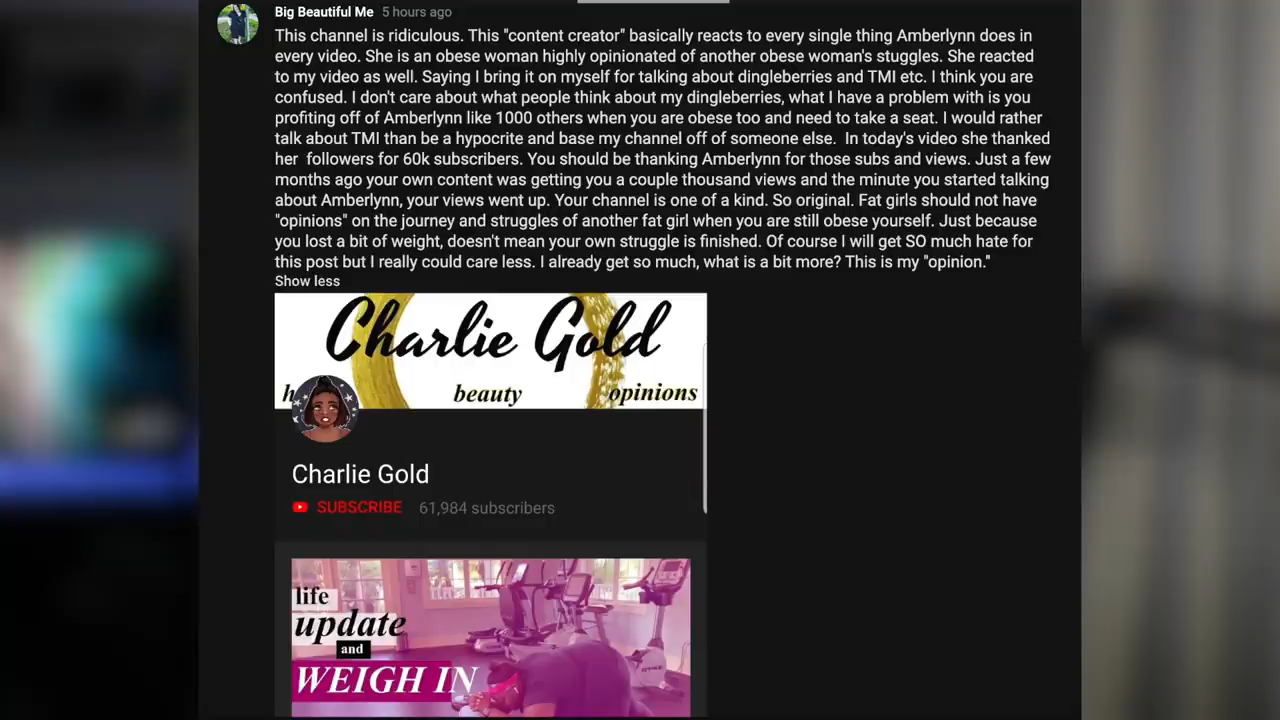 Big Beautiful Me 5 hours ago
This channel is ridiculous. This "content creator" basically reacts to every single thing Amberlynn does in
every video. She is an obese woman highly opinionated of another obese woman's stuggles. She reacted
to my video as well. Saying I bring it on myself for talking about dingleberries and TMI etc. I think you are
confused. I don't care about what people think about my dingleberries, what I have a problem with is you
profiting off of Amberlynn like 1000 others when you are obese too and need to take a seat. I would rather
talk about TMI than be a hypocrite and base my channel off of someone else. In today's video she thanked
her followers for 60k subscribers. You should be thanking Amberlynn for those subs and views. Just a few
months ago your own content was getting you a couple thousand views and the minute you started talking
about Amberlynn, your views went up. Your channel is one of a kind. So original. Fat girls should not have
"opinions" on the journey and struggles of another fat girl when you are still obese yourself. Just because
you lost a bit of weight, doesn't mean your own struggle is finished. Of course I will get SO much hate for
this post but I really could care less. I already get so much, what is a bit more? This is my "opinion."
Show less
Charlie Gold
beauty opinions
Charlie Gold
SUBSCRIBE 61,984 subscribers
life
update
and
WEIGH IN